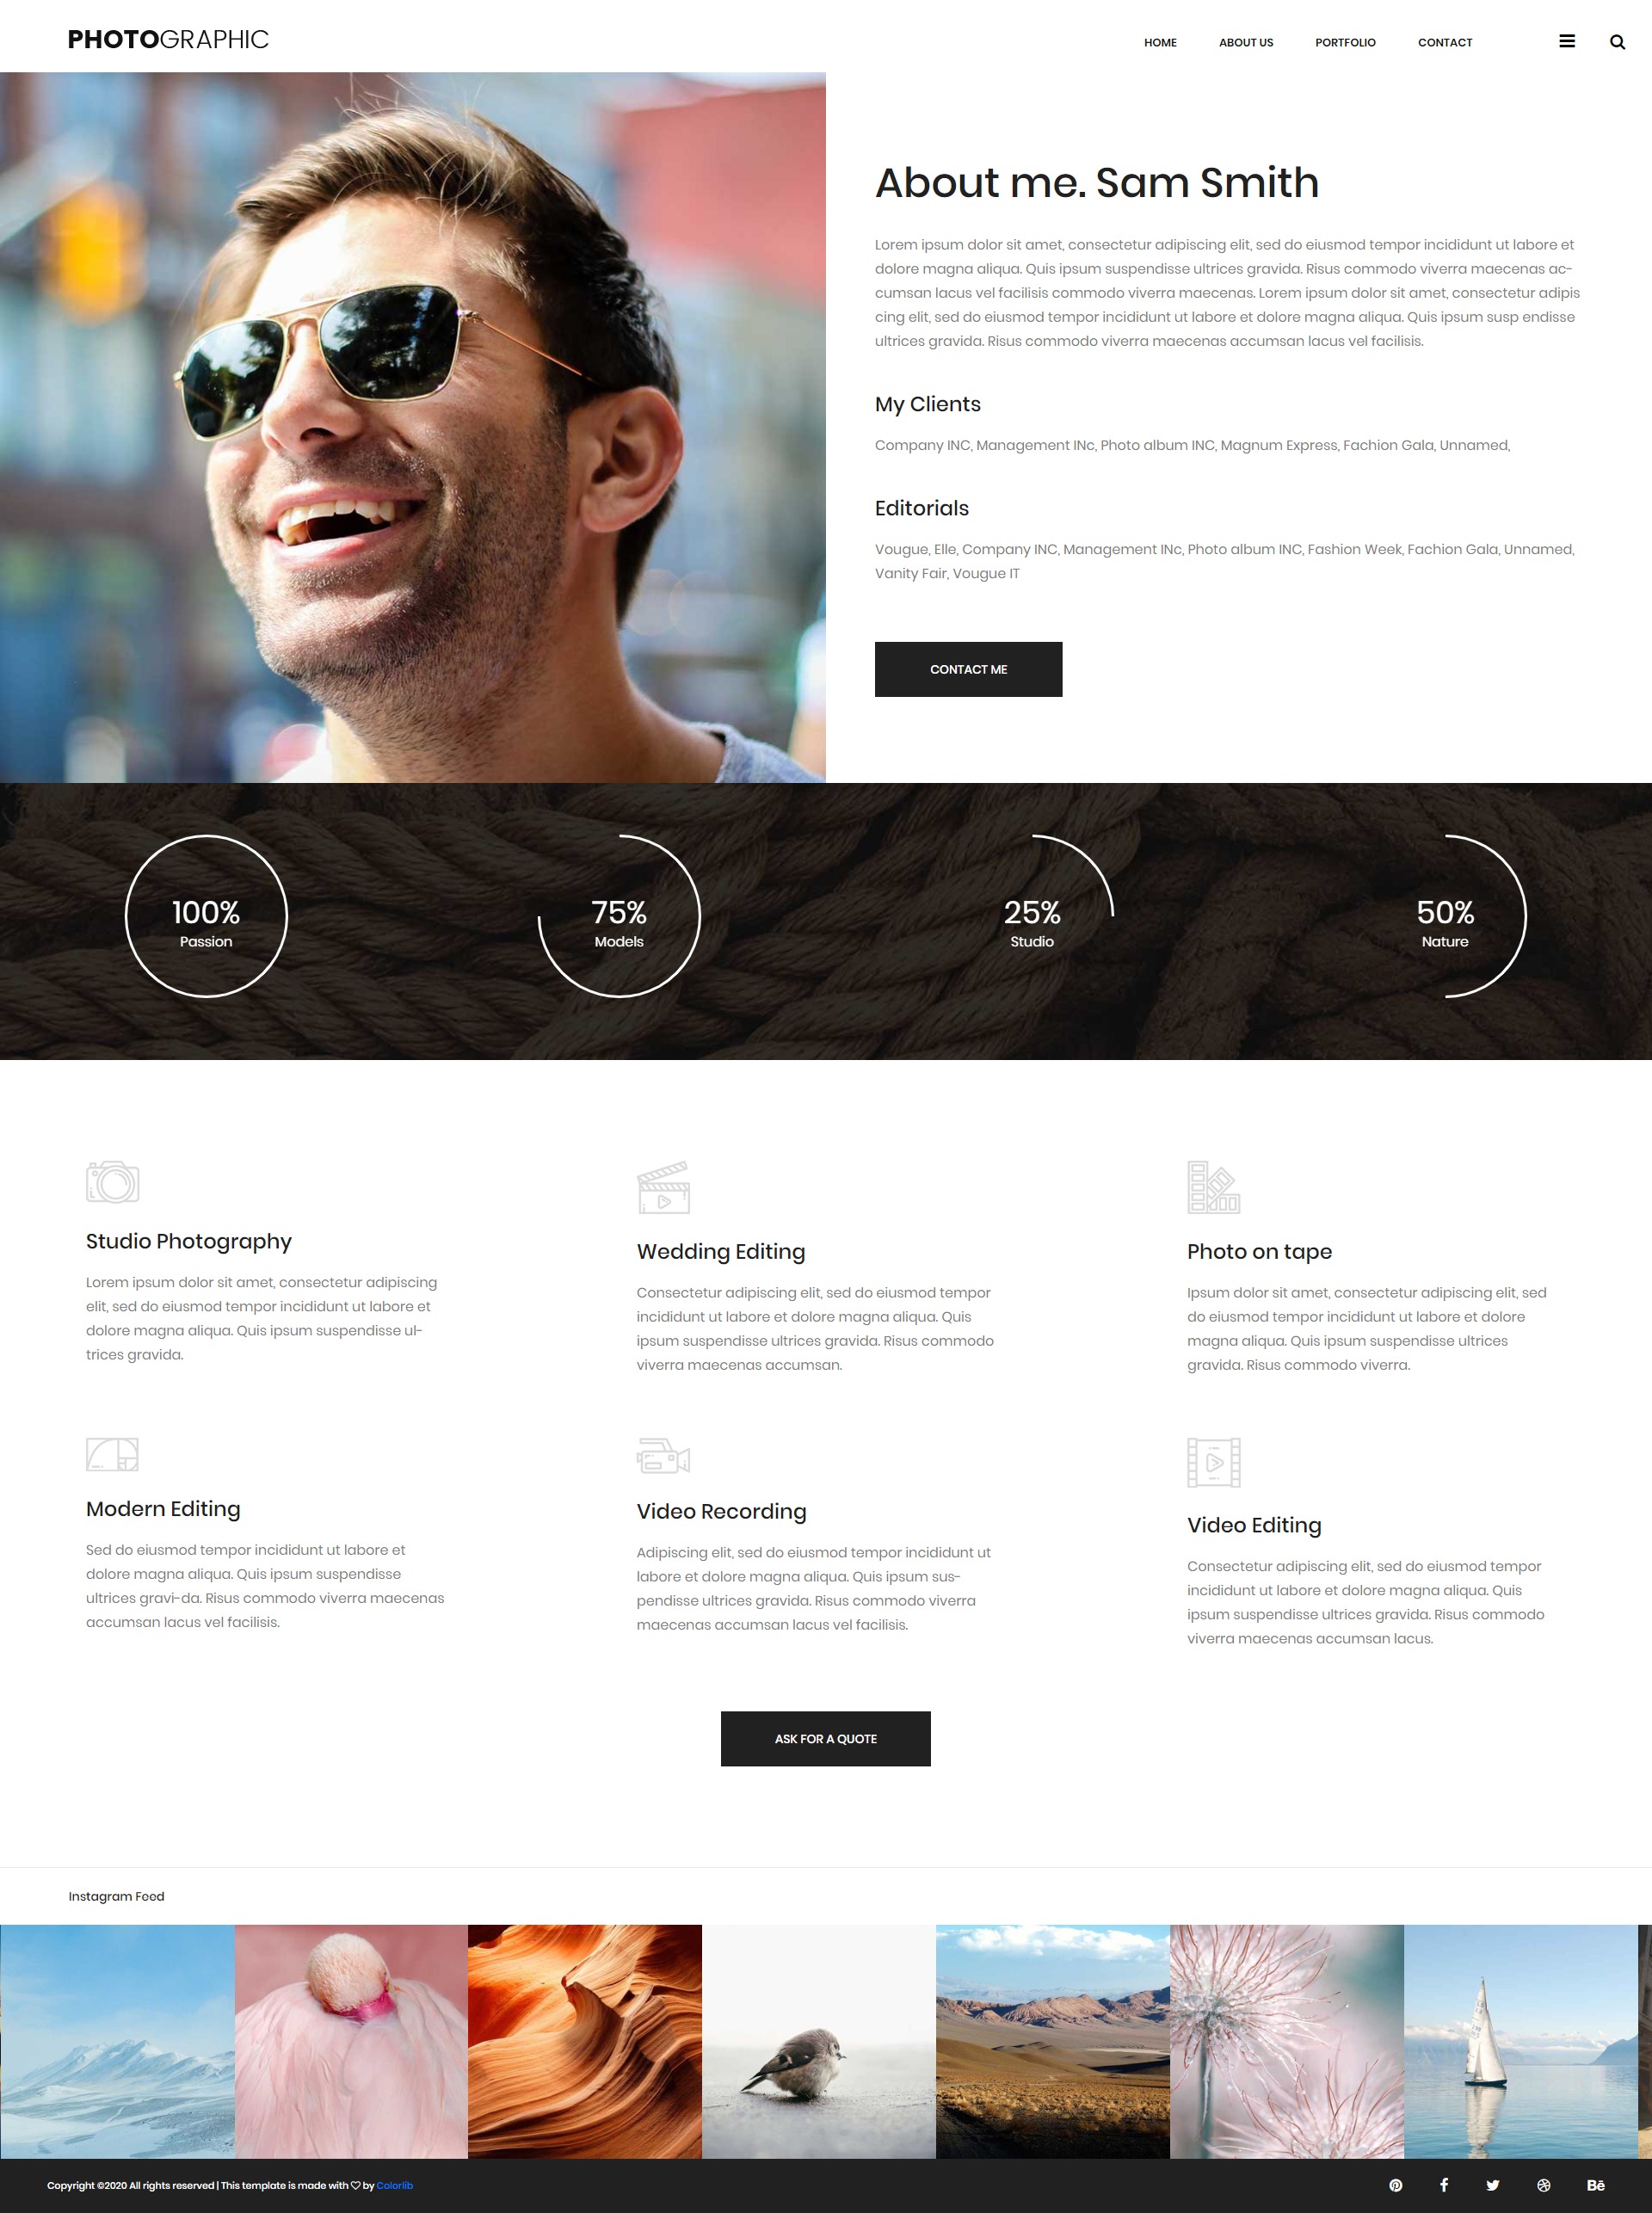 PHOTOGRAPHIC
HOME ABOUT US PORTFOLIO CONTACT
About me. Sam Smith
Lorem ipsum dolor sit amet, consectetur adipiscing elit, sed do eiusmod tempor incididunt ut labore et
dolore magna aliqua. Quis ipsum suspendisse ultrices gravida. Risus commodo viverra maecenas ac-
cumsan lacus vel facilisis commodo viverra maecenas. Lorem ipsum dolor sit amet, consectetur adipis
cing elit, sed do eiusmod tempor incididunt ut labore et dolore magna aliqua. Quis ipsum susp endisse
ultrices gravida. Risus commodo viverra maecenas accumsan lacus vel facilisis.
My Clients
Company INC, Management INc, Photo album INC, Magnum Express, Fachion Gala, Unnamed,
Editorials
Vougue, Elle, Company INC, Management INc, Photo album INC, Fashion Week, Fachion Gala, Unnamed,
Vanity Fair, Vougue IT
CONTACT ME
100%
Passion
75%
Models
25%
Studio
50%
Nature
Studio Photography
Lorem ipsum dolor sit amet, consectetur adipiscing
elit, sed do eiusmod tempor incididunt ut labore et
dolore magna aliqua. Quis ipsum suspendisse ul-
trices gravida.
Wedding Editing
Consectetur adipiscing elit, sed do eiusmod tempor
incididunt ut labore et dolore magna aliqua. Quis
ipsum suspendisse ultrices gravida. Risus commodo
viverra maecenas accumsan.
Photo on tape
Ipsum dolor sit amet, consectetur adipiscing elit, sed
do eiusmod tempor incididunt ut labore et dolore
magna aliqua. Quis ipsum suspendisse ultrices
gravida. Risus commodo viverra.
Modern Editing
Sed do eiusmod tempor incididunt ut labore et
dolore magna aliqua. Quis ipsum suspendisse
ultrices gravi-da. Risus commodo viverra maecenas
accumsan lacus vel facilisis.
Video Recording
Adipiscing elit, sed do eiusmod tempor incididunt ut
labore et dolore magna aliqua. Quis ipsum sus-
pendisse ultrices gravida. Risus commodo viverra
maecenas accumsan lacus vel facilisis.
Video Editing
Consectetur adipiscing elit, sed do eiusmod tempor
incididunt ut labore et dolore magna aliqua. Quis
ipsum suspendisse ultrices gravida. Risus commodo
viverra maecenas accumsan lacus.
ASK FOR A QUOTE
Instagram Feed
Copyright ©2020 All rights reserved | This template is made with ♡ by Colorlib